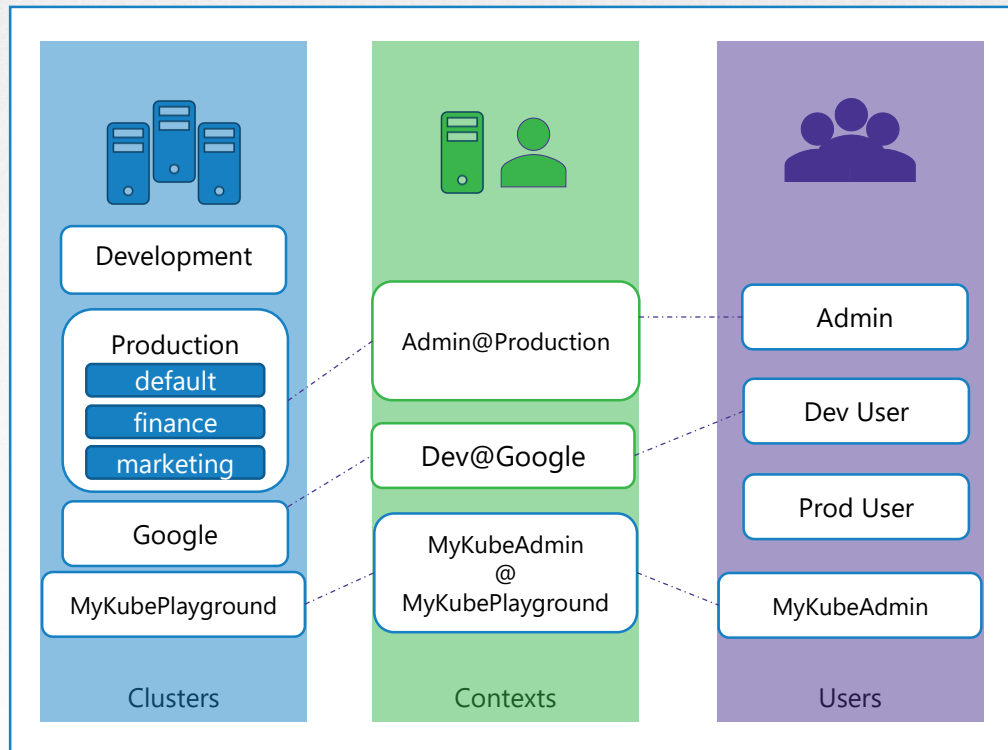 Development
Production
default
finance
marketing
Google
MyKubePlayground
Clusters
Admin@Production
Dev@Google
MyKubeAdmin
@
MyKubePlayground
Contexts
Admin
Dev User
Prod User
MyKubeAdmin
Users